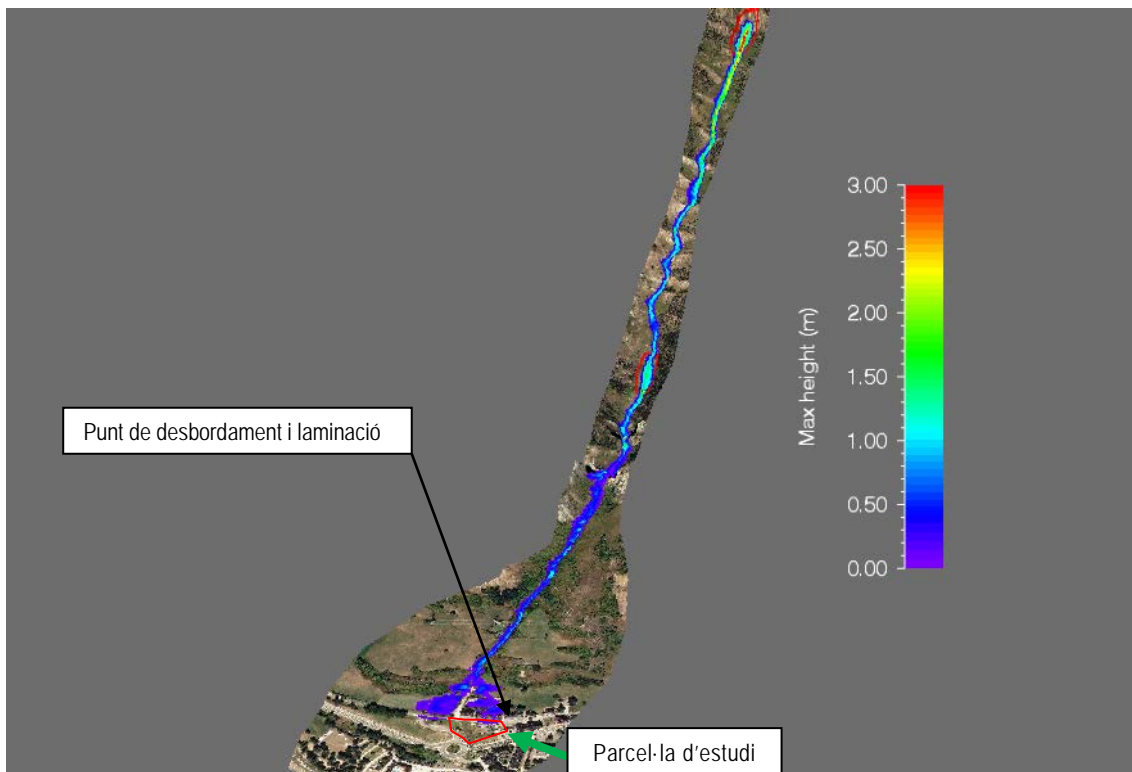 3.00
2.50
2.00
1.50
1.00
0.50
0.00
Max height (m)
Punt de desbordament i laminació
Parcel·la d'estudi